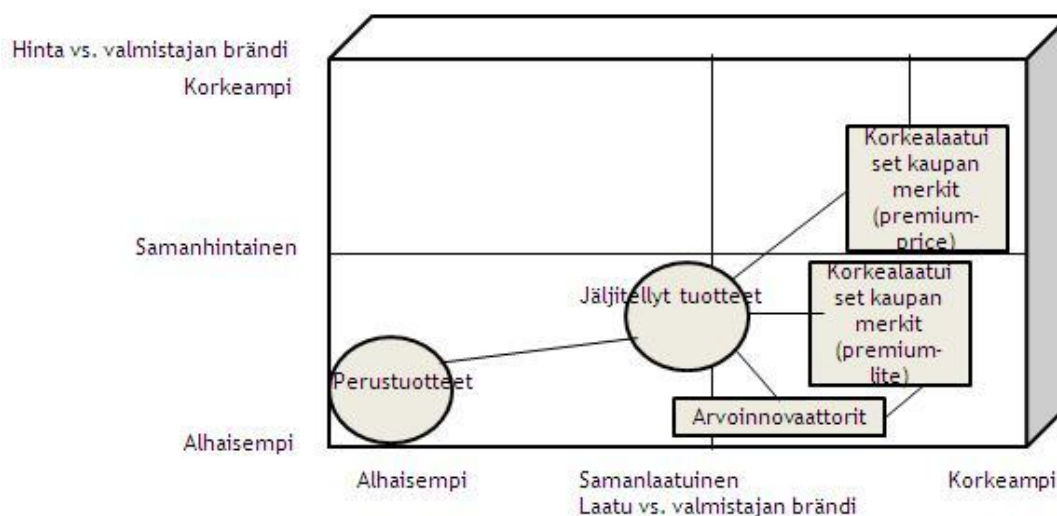 Hinta vs. valmistajan brändi
Korkeampi
Korkealaatui
set kaupan
merkit
(premium-
price)
Samanhintainen
Korkealaatui
set kaupan
merkit
(premium-
lite)
Jäljitellyt tuotteet
Perustuotteet
Arvoinnovaattorit
Alhaisempi
Alhaisempi
Samanlaatuinen
Korkeampi
Laatu vs. valmistajan brändi